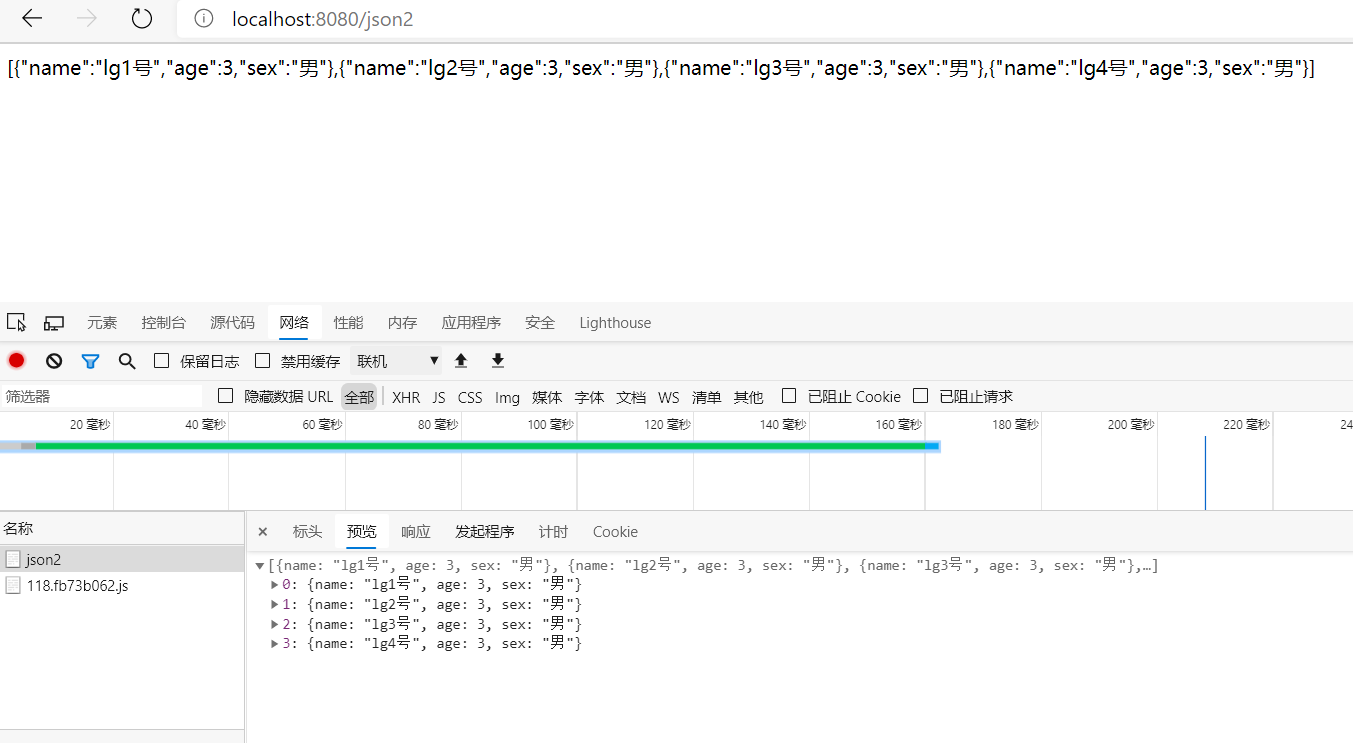 localhost:8080/json2
[{"name":"lg1号","age":3,"sex":"男"},{"name":"lg2号","age":3,"sex":"男"},{"name":"lg3号","age":3,"sex":"男"},{"name":"lg4号","age":3,"sex":"男"}]
元素 控制台 源代码 网络 性能 内存 应用程序 安全 Lighthouse
保留日志 禁用缓存 联机
筛选器 隐藏数据 URL 全部 XHR JS CSS Img 媒体 字体 文档 WS 清单 其他 已阻止 Cookie 已阻止请求
20 毫秒 40 毫秒 60 毫秒 80 毫秒 100 毫秒 120 毫秒 140 毫秒 160 毫秒 180 毫秒 200 毫秒 220 毫秒 24
名称 × 标头 预览 响应 发起程序 计时 Cookie
json2
118.fb73b062.js
▼[{name: "lg1号", age: 3, sex: "男"}, {name: "lg2号", age: 3, sex: "男"}, {name: "lg3号", age: 3, sex: "男"},…]
▶0: {name: "lg1号", age: 3, sex: "男"}
▶1: {name: "lg2号", age: 3, sex: "男"}
▶2: {name: "lg3号", age: 3, sex: "男"}
▶3: {name: "lg4号", age: 3, sex: "男"}